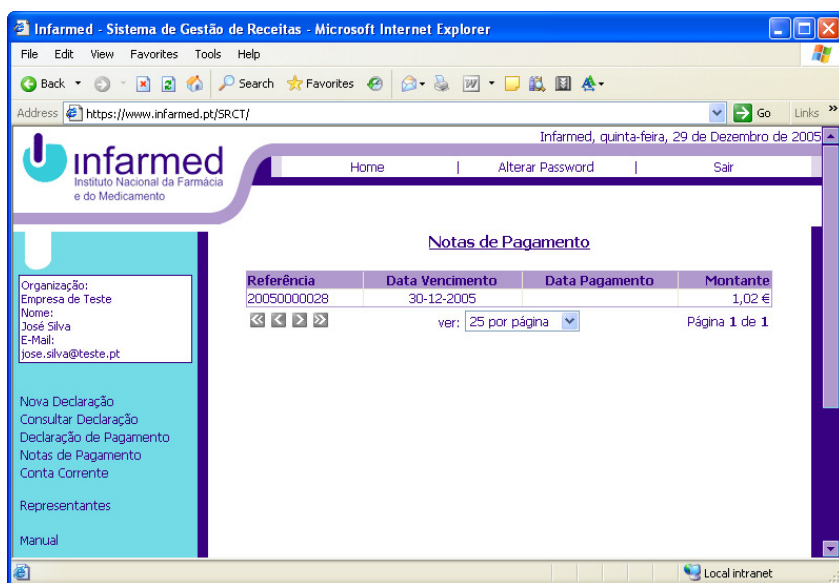 Infarmed - Sistema de Gestão de Receitas - Microsoft Internet Explorer
File Edit View Favorites Tools Help
Back Search Favorites
Address https://www.infarmed.pt/SRCT/ Go Links »
Infarmed, quinta-feira, 29 de Dezembro de 2005
infarmed
Instituto Nacional da Farmácia
e do Medicamento
Home | Alterar Password | Sair
Notas de Pagamento
Referência Data Vencimento Data Pagamento Montante
20050000028 30-12-2005 1,02 €
ver: 25 por página Página 1 de 1
Organização:
Empresa de Teste
Nome:
José Silva
E-Mail:
jose.silva@teste.pt
Nova Declaração
Consultar Declaração
Declaração de Pagamento
Notas de Pagamento
Conta Corrente
Representantes
Manual
Local intranet